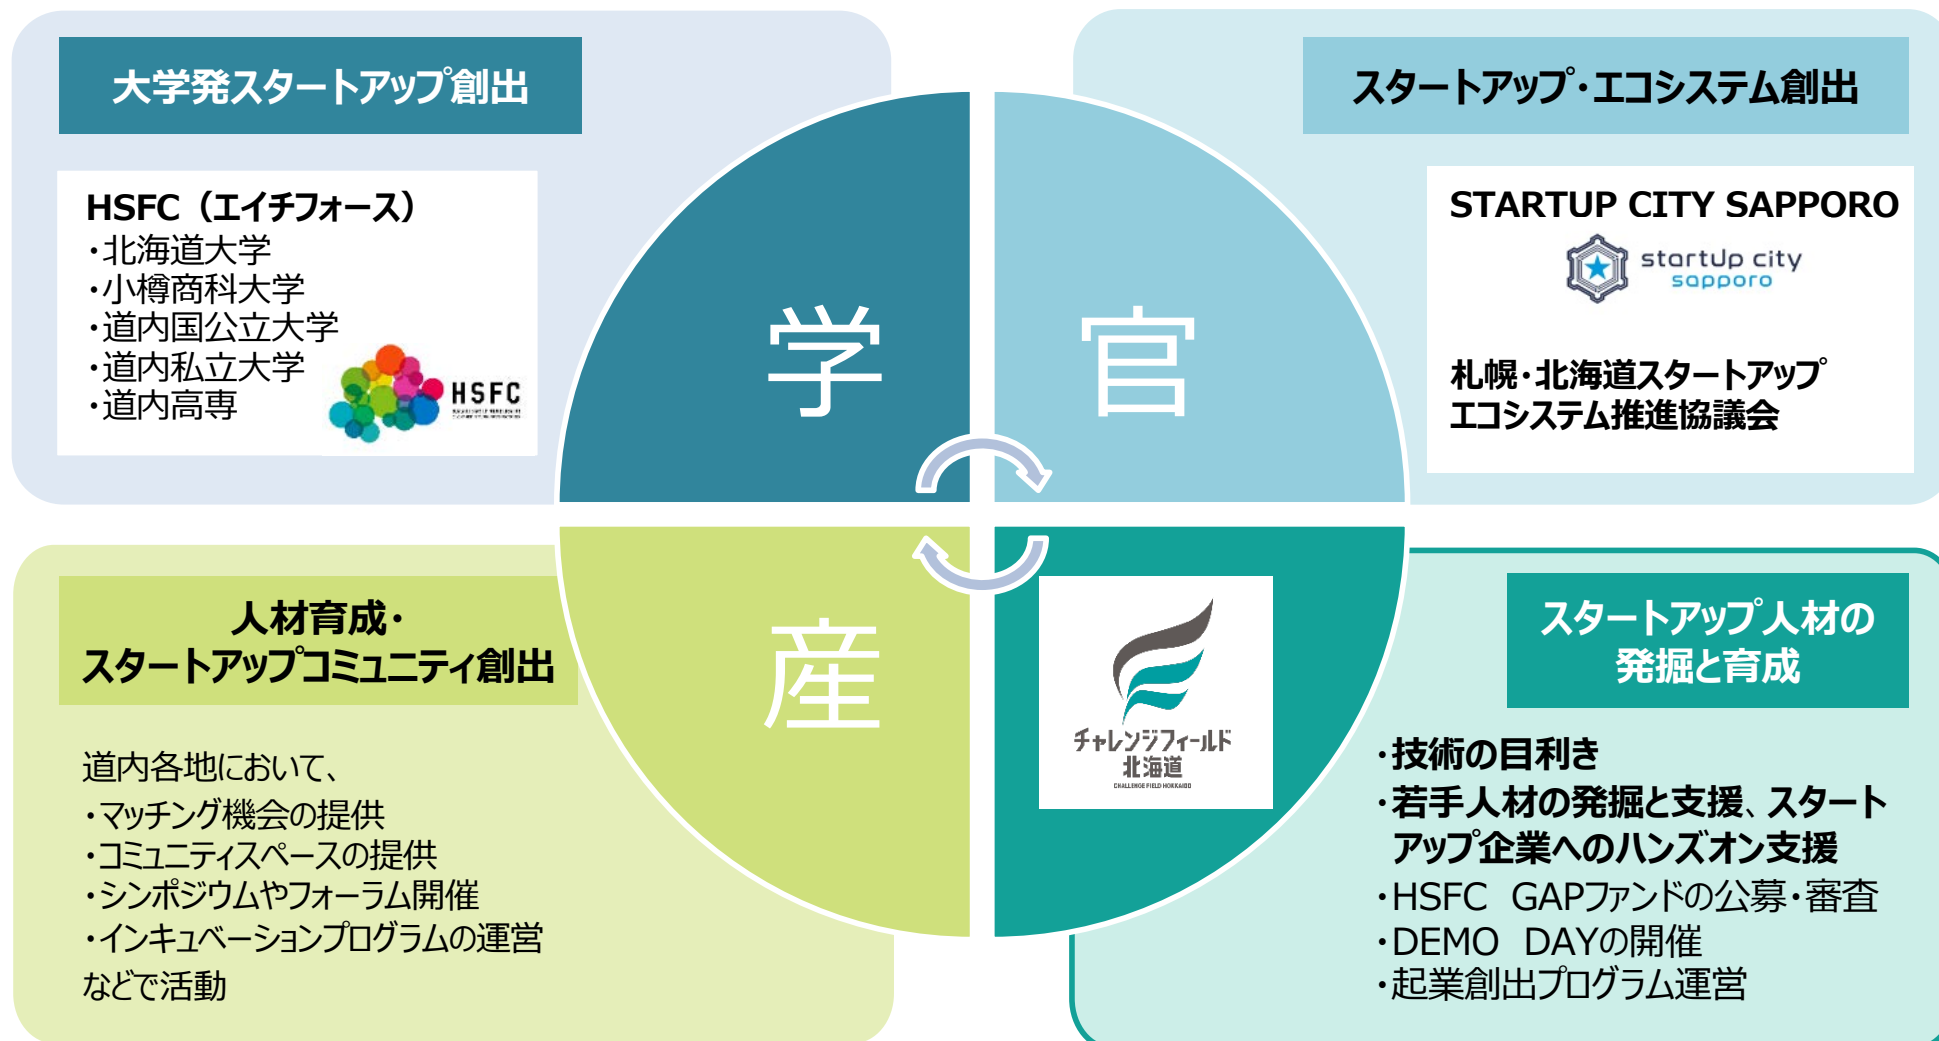 大学発スタートアップ創出
HSFC（エイチフォース）
・北海道大学
・小樽商科大学
・道内国公立大学
・道内私立大学
・道内高専
HSFC
学
官
スタートアップ・エコシステム創出
STARTUP CITY SAPPORO
startup city
sapporo
札幌・北海道スタートアップ
エコシステム推進協議会
人材育成・
スタートアップコミュニティ創出
道内各地において、
・マッチング機会の提供
・コミュニティスペースの提供
・シンポジウムやフォーラム開催
・インキュベーションプログラムの運営
などで活動
産
チャレンジフィールド
北海道
CHALLENGE FIELD HOKKAIDO
スタートアップ人材の
発掘と育成
・技術の目利き
・若手人材の発掘と支援、スタート
アップ企業へのハンズオン支援
・HSFC　GAPファンドの公募・審査
・DEMO　DAYの開催
・起業創出プログラム運営